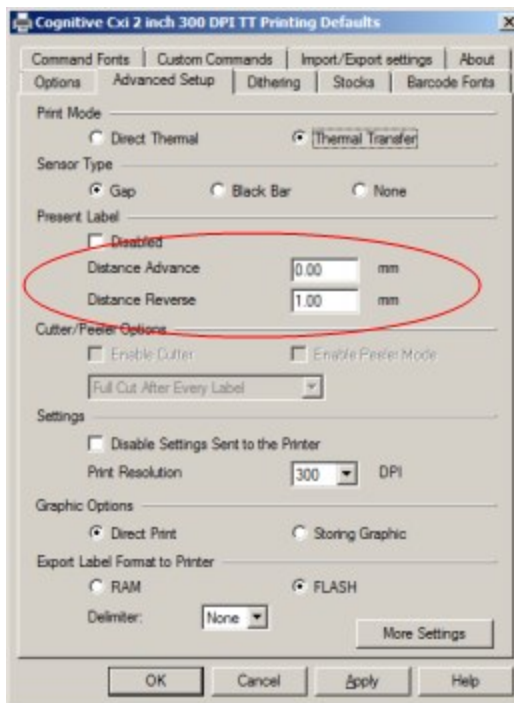 Cognitive Cxi 2 inch 300 DPI TT Printing Defaults
Command Fonts Custom Commands Import/Export settings About
Options Advanced Setup Dithering Stocks Barcode Fonts
Print Mode
Direct Thermal Thermal Transfer
Sensor Type
Gap Black Bar None
Present Label
Disabled
Distance Advance 0.00 mm
Distance Reverse 1.00 mm
Cutter/Peeler Options
Enable Cutter Enable Peeler Mode
Full Cut After Every Label
Settings
Disable Settings Sent to the Printer
Print Resolution 300 DPI
Graphic Options
Direct Print Storing Graphic
Export Label Format to Printer
RAM FLASH
Delimiter: None
More Settings
OK Cancel Apply Help